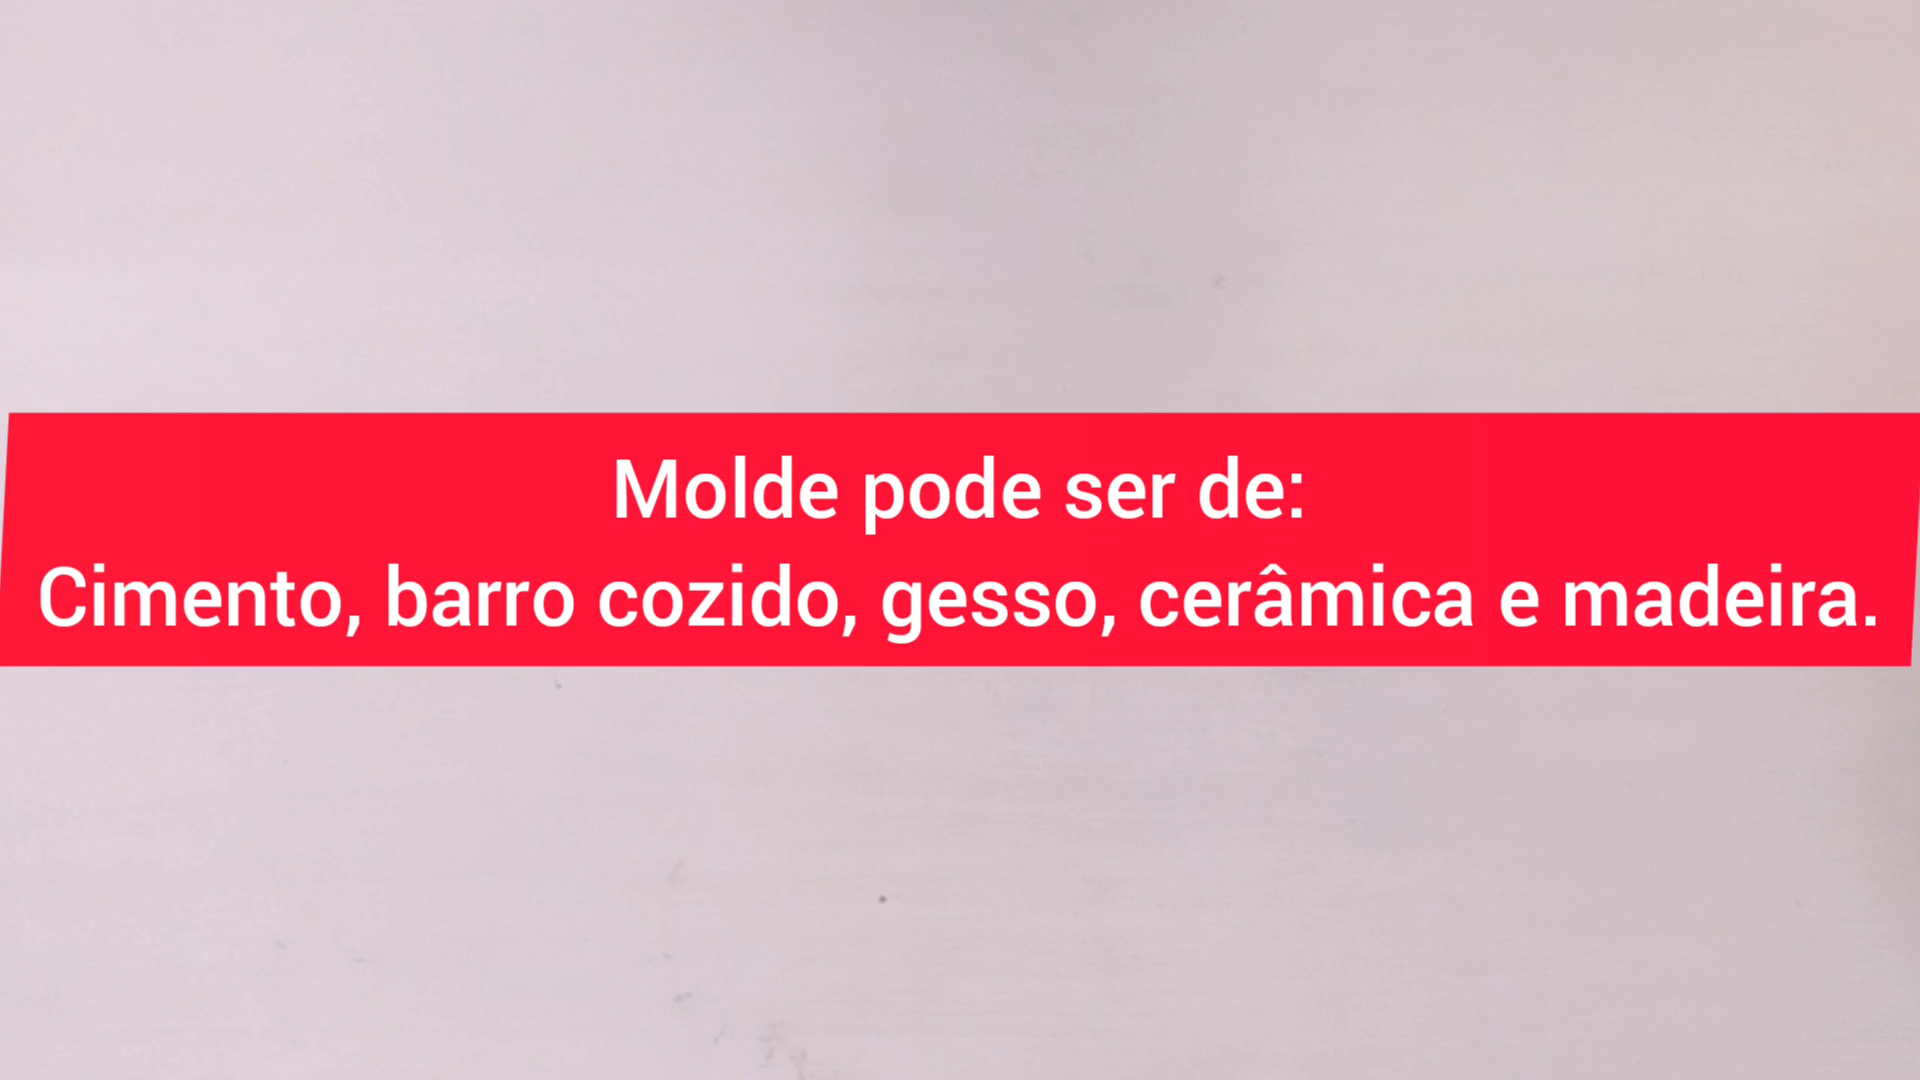 Molde pode ser de:
Cimento, barro cozido, gesso, cerâmica e madeira.